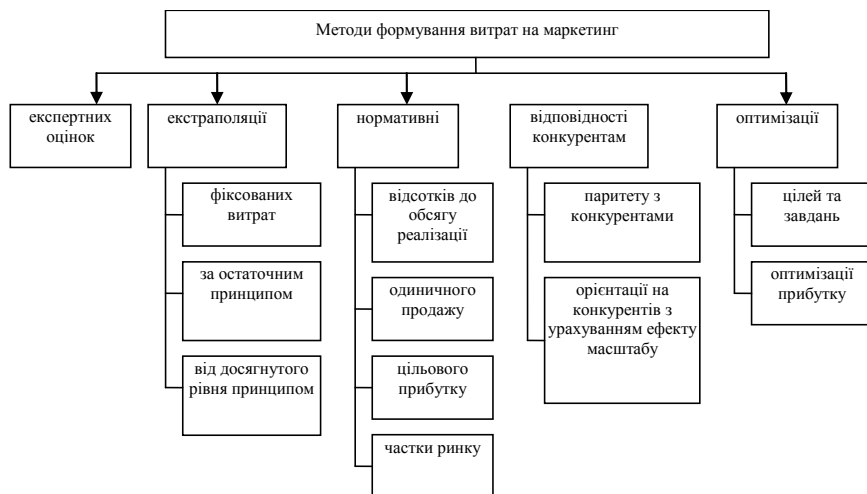 Методи формування витрат на маркетинг
експертних
оцінок
екстраполяції
нормативні
відповідності
конкурентам
оптимізації
фіксованих
витрат
за остаточним
принципом
від досягнутого
рівня принципом
відсотків до
обсягу
реалізації
одиничного
продажу
цільового
прибутку
частки ринку
паритету з
конкурентами
орієнтації на
конкурентів з
урахуванням ефекту
масштабу
цілей та
завдань
оптимізації
прибутку